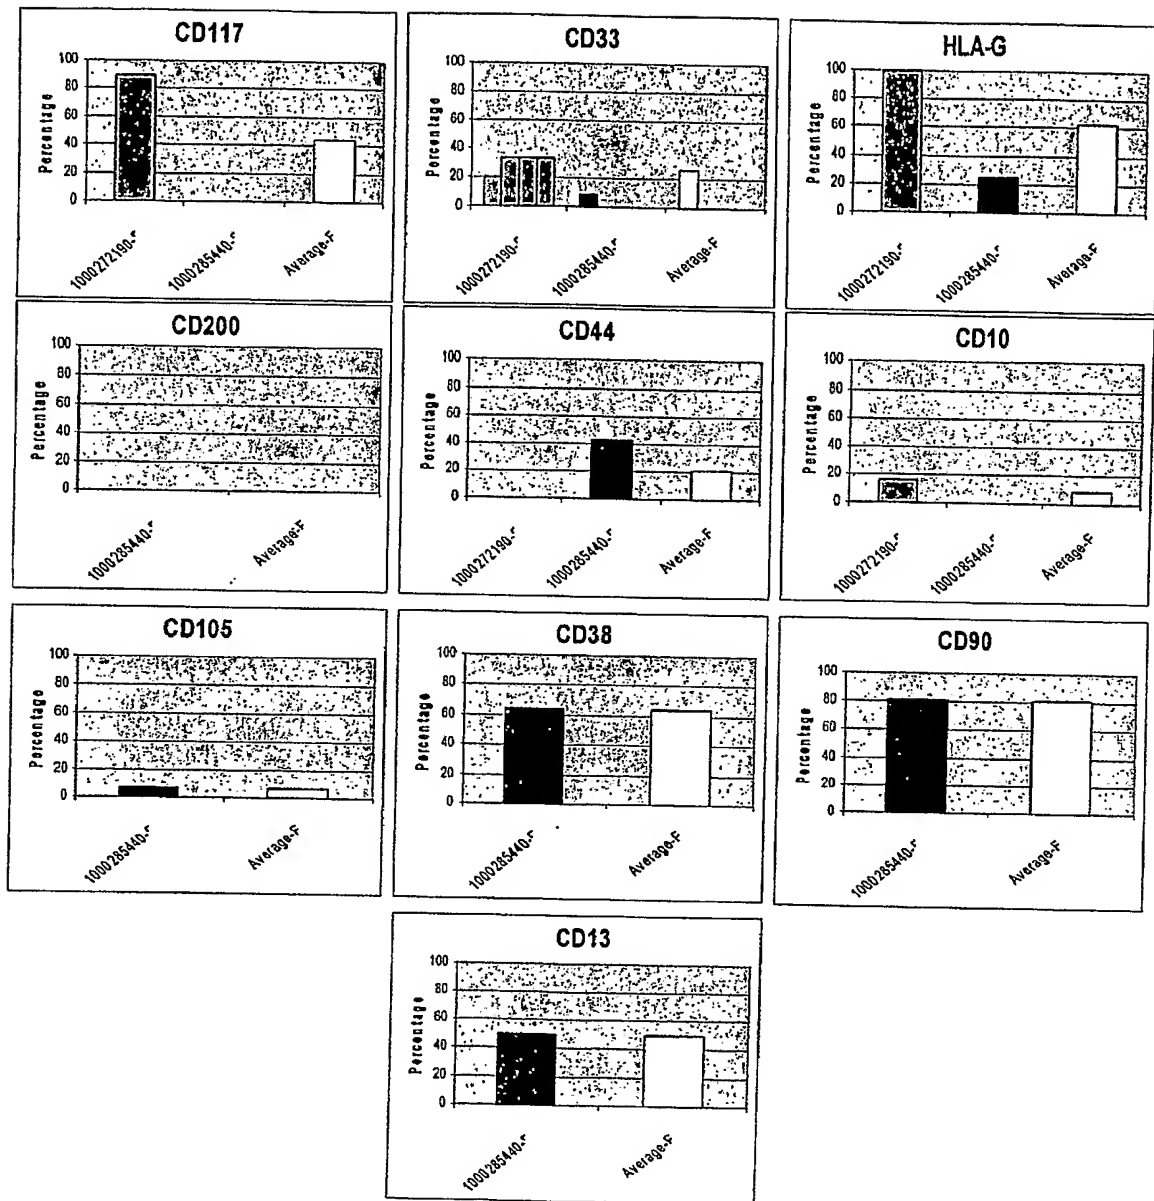 CD117
Percentage
100
80
60
40
20
0
1000272190-F
1000285440-F
Average-F
CD33
Percentage
100
80
60
40
20
0
1000272190-F
1000285440-F
Average-F
HLA-G
Percentage
100
80
60
40
20
0
1000272190-F
1000285440-F
Average-F
CD200
Percentage
100
80
60
40
20
0
1000285440-F
Average-F
CD44
Percentage
100
80
60
40
20
0
1000272190-F
1000285440-F
Average-F
CD10
Percentage
100
80
60
40
20
0
1000272190-F
1000285440-F
Average-F
CD105
Percentage
100
80
60
40
20
0
1000285440-F
Average-F
CD38
Percentage
100
80
60
40
20
0
1000285440-F
Average-F
CD90
Percentage
100
80
60
40
20
0
1000285440-F
Average-F
CD13
Percentage
100
80
60
40
20
0
1000285440-F
Average-F